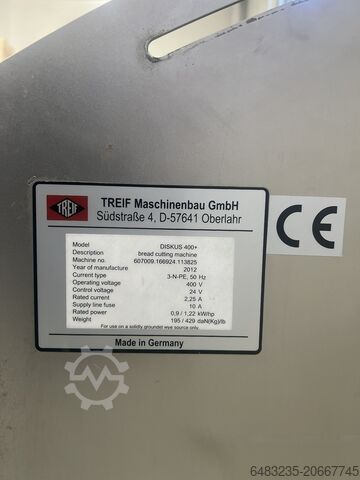 TREIF
TREIF Maschinenbau GmbH
Südstraße 4, D-57641 Oberlahr
CE
Model DISKUS 400+
Description bread cutting machine
Machine no. 607009.166924.113825
Year of manufacture 2012
Current type 3-N-PE, 50 Hz
Operating voltage 400 V
Control voltage 24 V
Rated current 2,25 A
Supply line fuse 10 A
Rated power 0,9 / 1,22 kW/hp
Weight 195 / 429 daN(Kg)/lb
For use on a solidly groundet wye source only.
Made in Germany
6483235-20667745